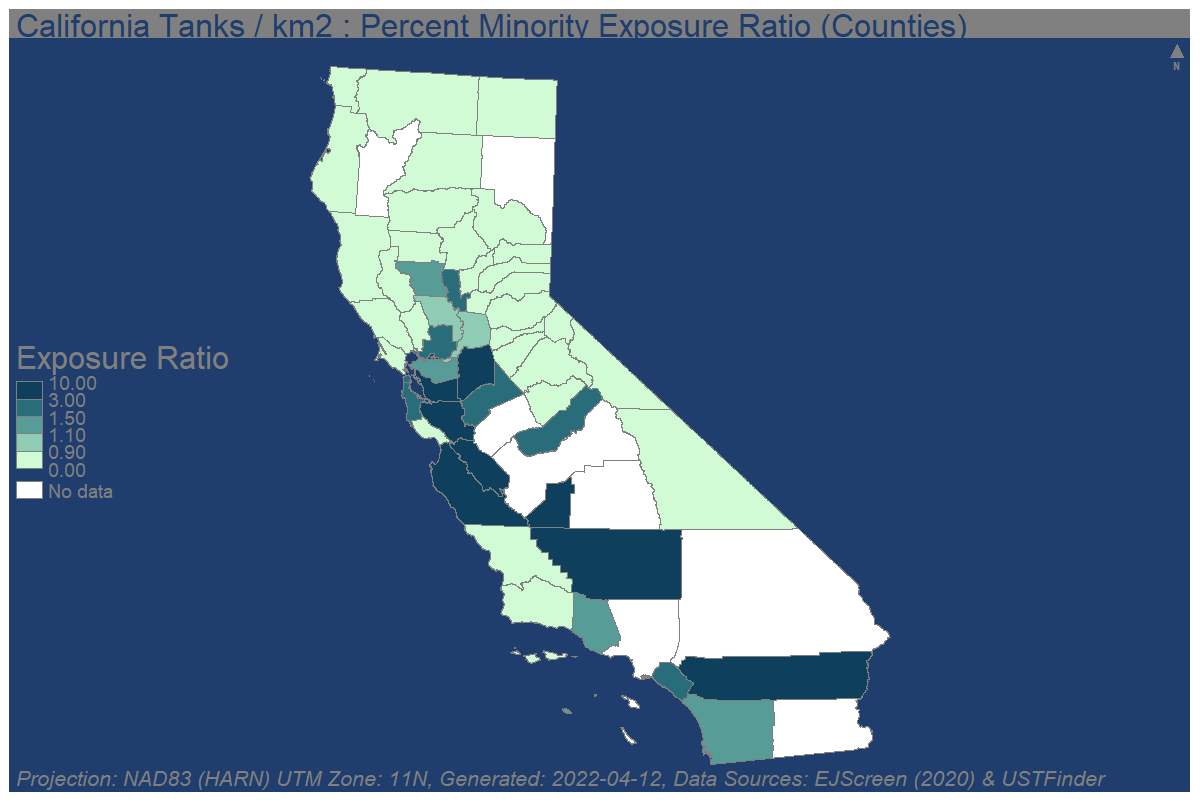 California Tanks / km2 : Percent Minority Exposure Ratio (Counties)
N
Exposure Ratio
10.00
3.00
1.50
1.10
0.90
0.00
No data
Projection: NAD83 (HARN) UTM Zone: 11N, Generated: 2022-04-12, Data Sources: EJScreen (2020) & USTFinder